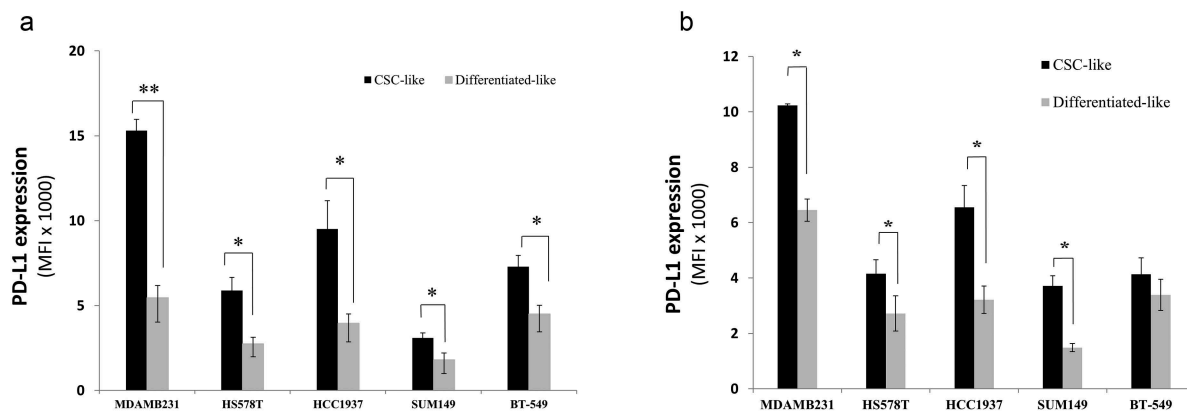 a
PD-L1 expression
(MFI x 1000)
20
15
10
5
0
CSC-like
Differentiated-like
**
*
*
*
*
MDAMB231 HS578T HCC1937 SUM149 BT-549
b
PD-L1 expression
(MFI x 1000)
12
10
8
6
4
2
0
CSC-like
Differentiated-like
*
*
*
*
MDAMB231 HS578T HCC1937 SUM149 BT-549